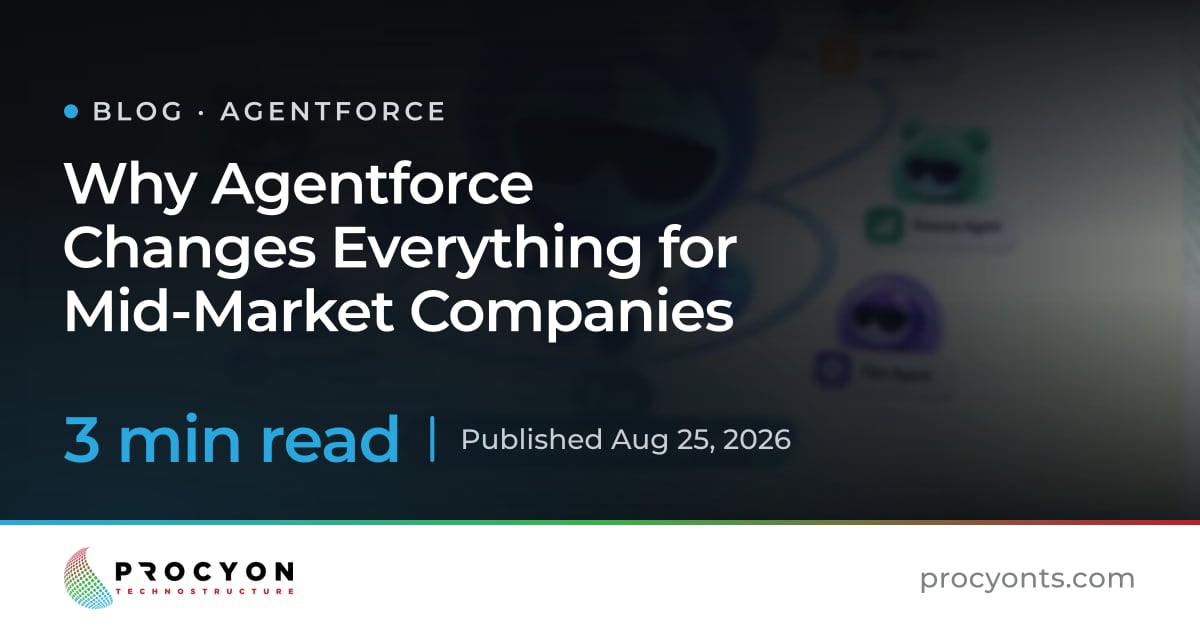 BLOG · AGENTFORCE
Why Agentforce
Changes Everything for
Mid-Market Companies
3 min read
Published Aug 25, 2026
PROCYON
TECHNOSTRUCTURE
procyonts.com